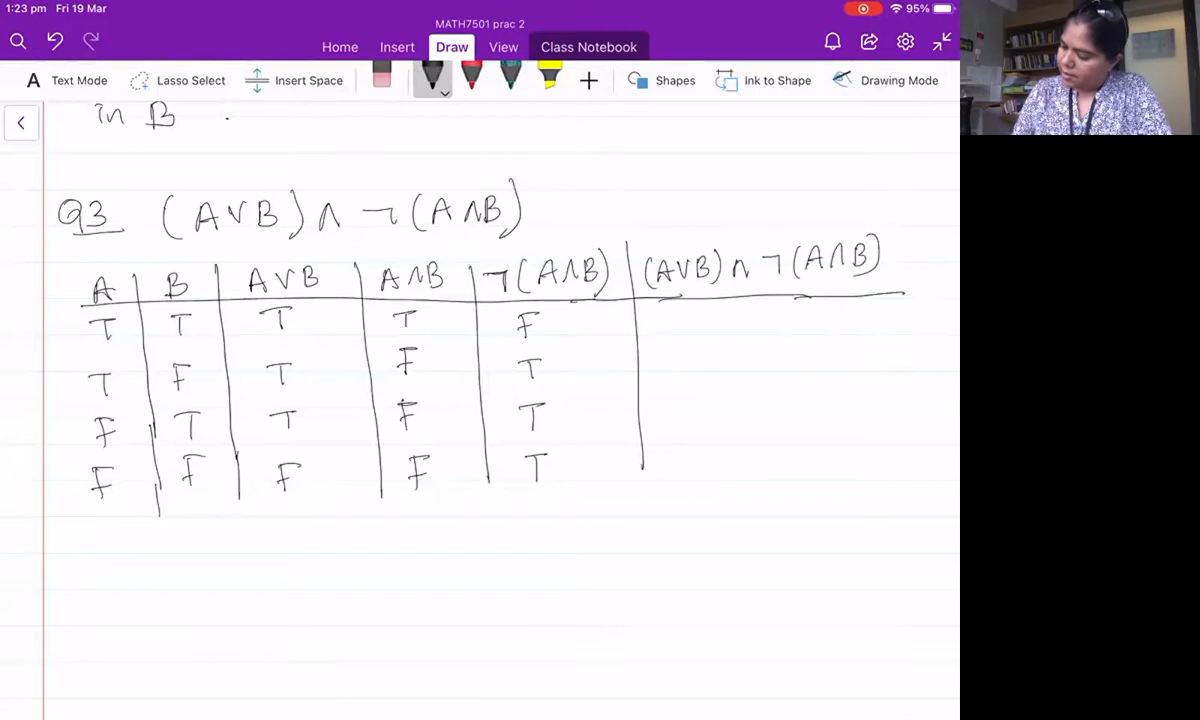 1:23 pm Fri 19 Mar 95%
MATH7501 prac 2
Home Insert Draw View Class Notebook
A Text Mode Lasso Select Insert Space Shapes Ink to Shape Drawing Mode
in B .
Q3 (A∨B) ∧ ¬(A∧B)
A B A∨B A∧B ¬(A∧B) (A∨B) ∧ ¬(A∧B)
T T T T F
T F T F T
F T T F T
F F F F T